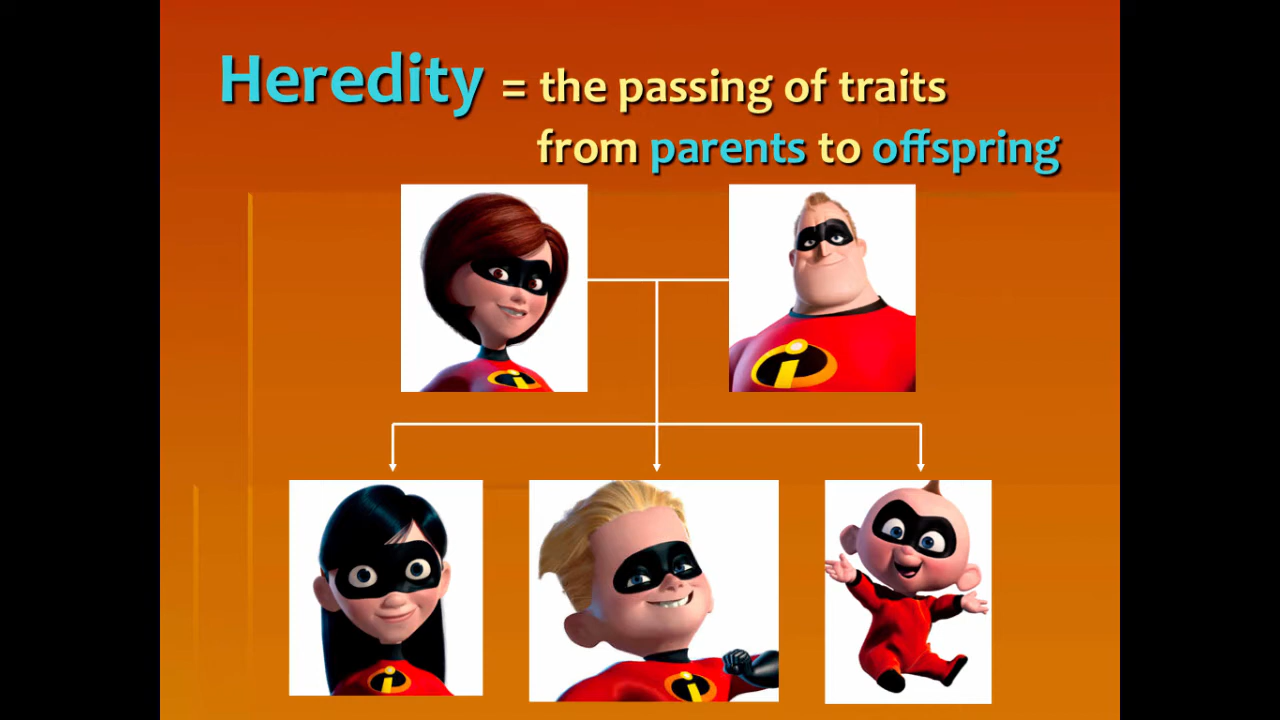 Heredity = the passing of traits
from parents to offspring